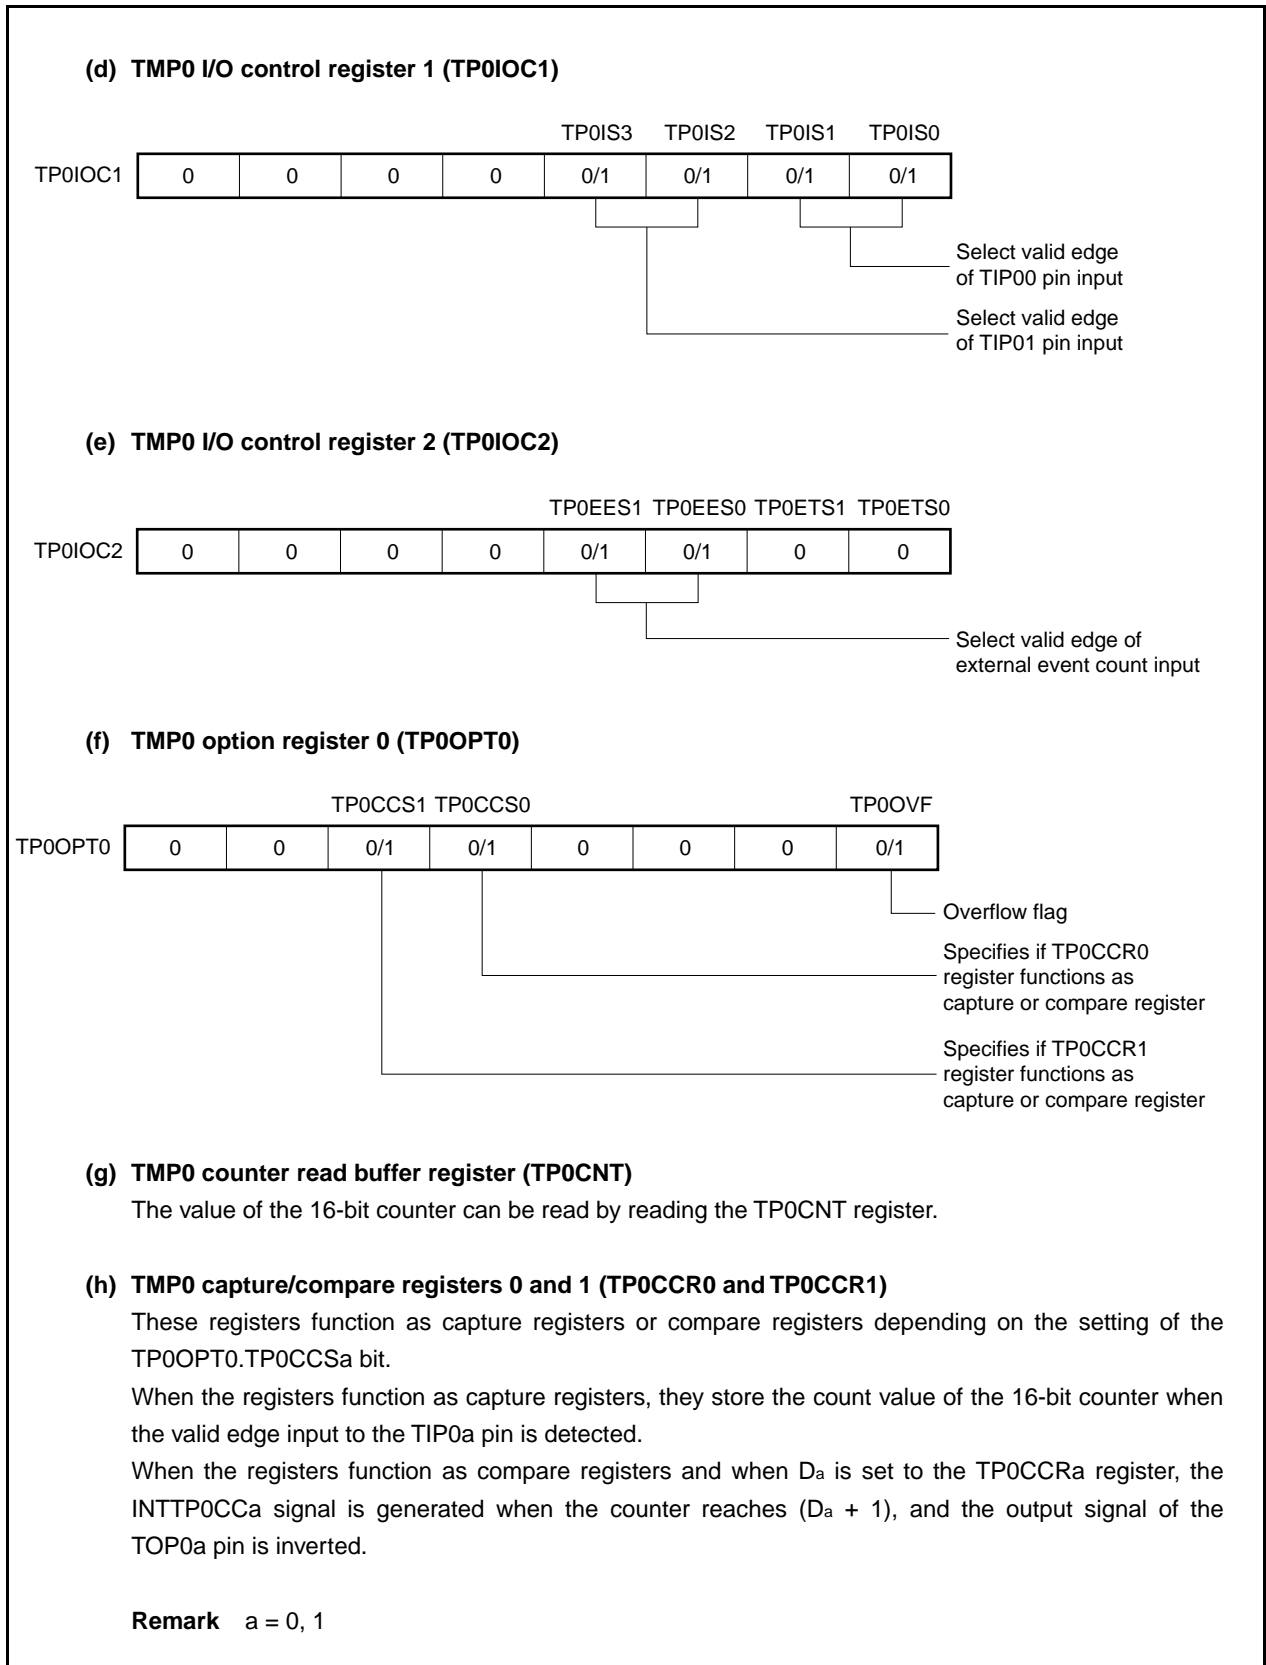 (d) TMP0 I/O control register 1 (TP0IOC1)
TP0IS3 TP0IS2 TP0IS1 TP0IS0
TP0IOC1 0 0 0 0 0/1 0/1 0/1 0/1
Select valid edge
of TIP00 pin input
Select valid edge
of TIP01 pin input
(e) TMP0 I/O control register 2 (TP0IOC2)
TP0EES1 TP0EES0 TP0ETS1 TP0ETS0
TP0IOC2 0 0 0 0 0/1 0/1 0 0
Select valid edge of
external event count input
(f) TMP0 option register 0 (TP0OPT0)
TP0CCS1 TP0CCS0 TP0OVF
TP0OPT0 0 0 0/1 0/1 0 0 0 0/1
Overflow flag
Specifies if TP0CCR0
register functions as
capture or compare register
Specifies if TP0CCR1
register functions as
capture or compare register
(g) TMP0 counter read buffer register (TP0CNT)
The value of the 16-bit counter can be read by reading the TP0CNT register.
(h) TMP0 capture/compare registers 0 and 1 (TP0CCR0 and TP0CCR1)
These registers function as capture registers or compare registers depending on the setting of the
TP0OPT0.TP0CCSa bit.
When the registers function as capture registers, they store the count value of the 16-bit counter when
the valid edge input to the TIP0a pin is detected.
When the registers function as compare registers and when Da is set to the TP0CCRa register, the
INTTP0CCa signal is generated when the counter reaches (Da + 1), and the output signal of the
TOP0a pin is inverted.
Remark a = 0, 1